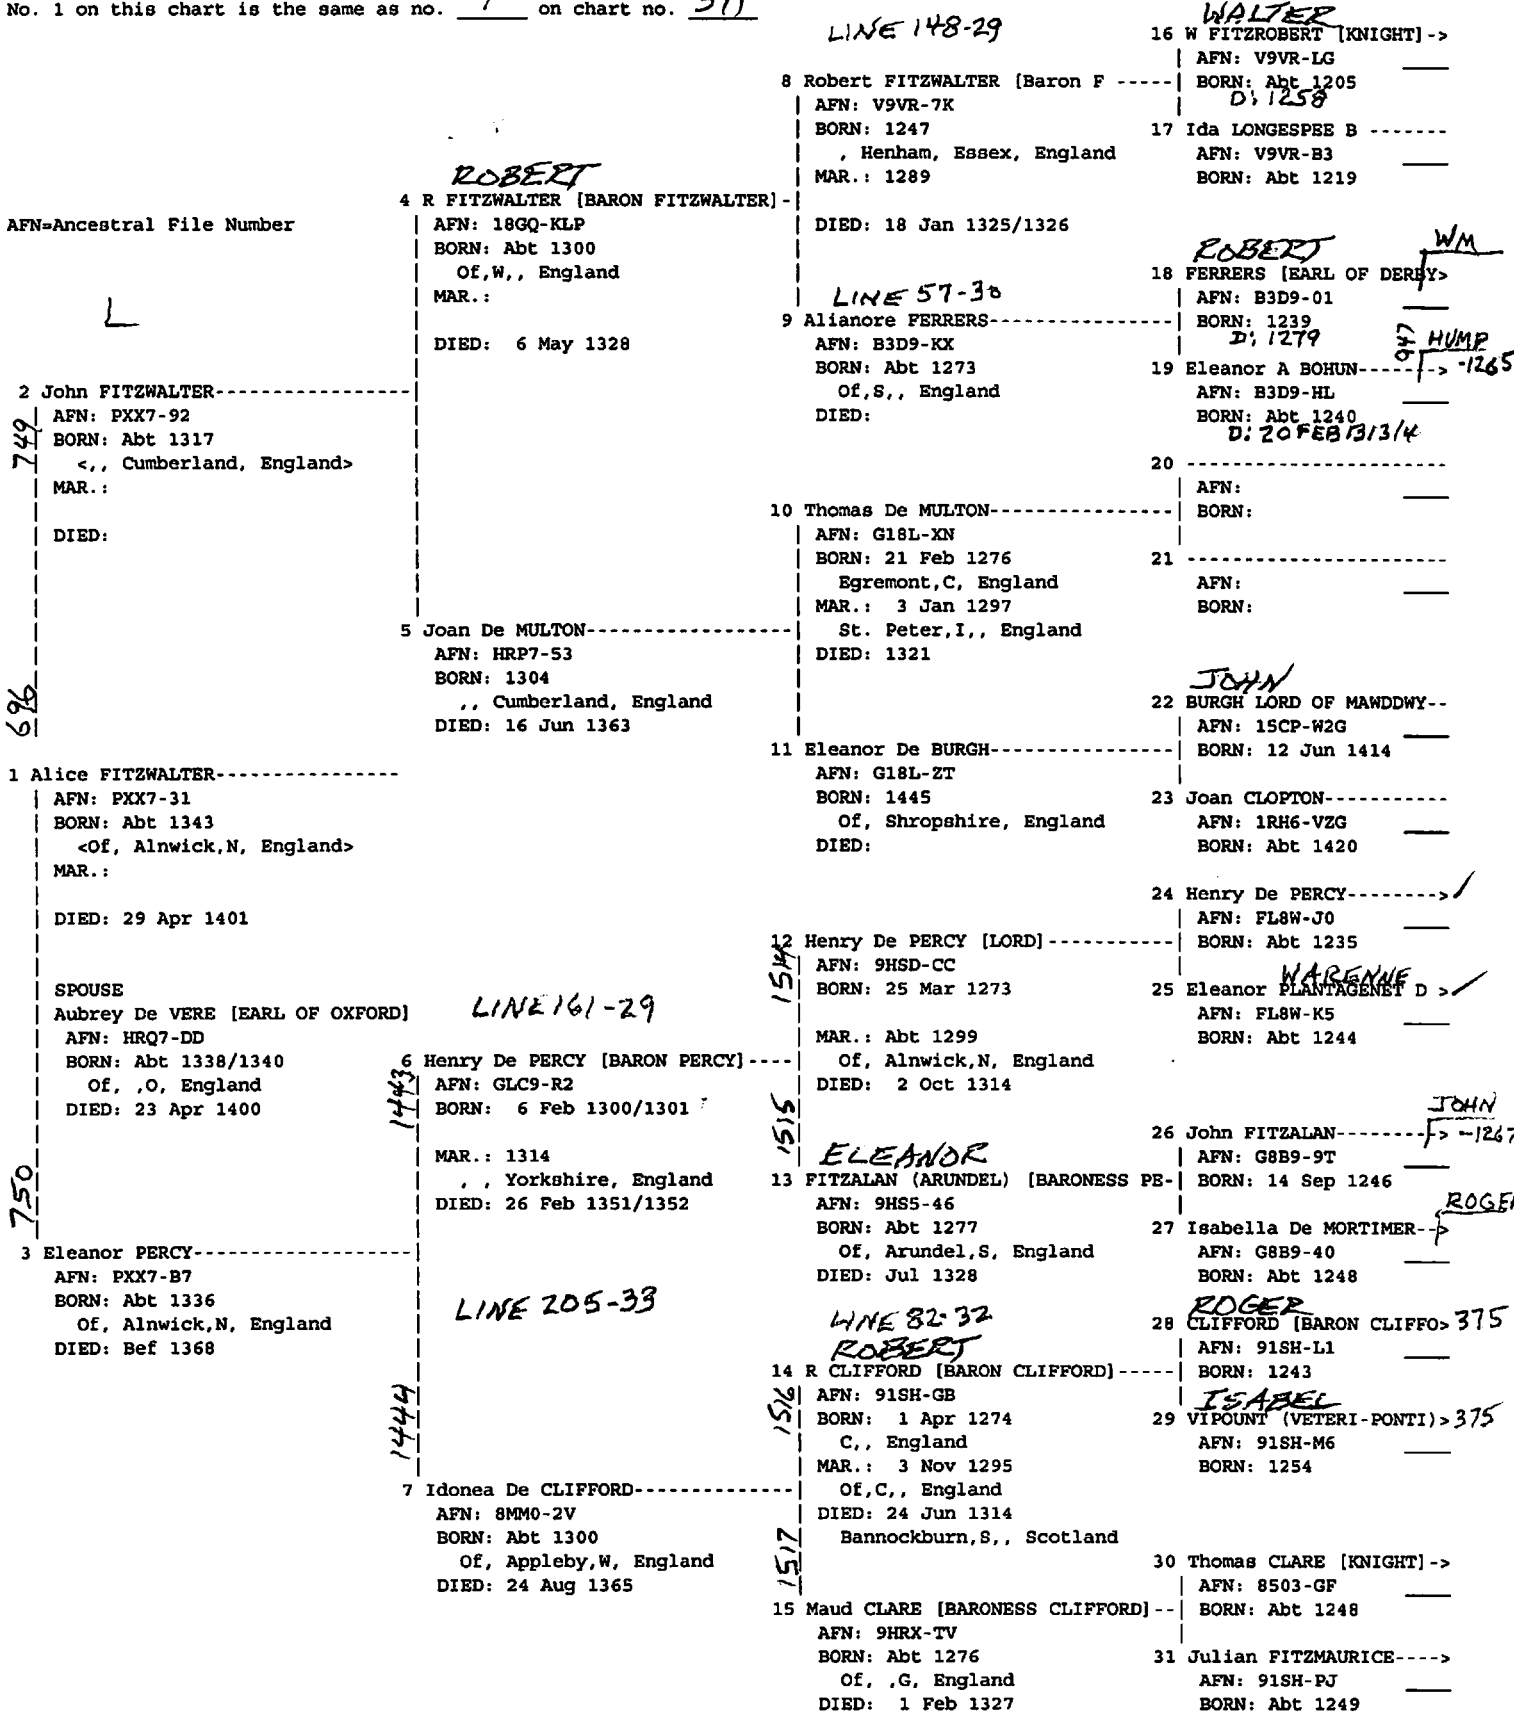 No. 1 on this chart is the same as no. on chart no.
AFN=Ancestral File Number
L
749
2 John FITZWALTER----------------
AFN: PXX7-92
BORN: Abt 1317
<,, Cumberland, England>
MAR.:
DIED:
696
1 Alice FITZWALTER---------------
AFN: PXX7-31
BORN: Abt 1343
<Of, Alnwick,N, England>
MAR.:
DIED: 29 Apr 1401
SPOUSE
Aubrey De VERE [EARL OF OXFORD]
AFN: HRQ7-DD
BORN: Abt 1338/1340
Of, ,O, England
DIED: 23 Apr 1400
750
3 Eleanor PERCY------------------
AFN: PXX7-B7
BORN: Abt 1336
Of, Alnwick,N, England
DIED: Bef 1368
ROBERT
4 R FITZWALTER [BARON FITZWALTER]-
AFN: 18GQ-KLP
BORN: Abt 1300
Of,W,, England
MAR.:
DIED: 6 May 1328
5 Joan De MULTON-----------------
AFN: HRP7-53
BORN: 1304
,, Cumberland, England
DIED: 16 Jun 1363
LINE 161-29
6 Henry De PERCY [BARON PERCY]----
1443
AFN: GLC9-R2
BORN: 6 Feb 1300/1301
MAR.: 1314
, , Yorkshire, England
DIED: 26 Feb 1351/1352
LINE 205-33
1444
7 Idonea De CLIFFORD--------------
AFN: 8MM0-2V
BORN: Abt 1300
Of, Appleby,W, England
DIED: 24 Aug 1365
LINE 148-29
8 Robert FITZWALTER [Baron F -----
AFN: V9VR-7K
BORN: 1247
, Henham, Essex, England
MAR.: 1289
DIED: 18 Jan 1325/1326
LINE 57-30
9 Alianore FERRERS---------------
AFN: B3D9-KX
BORN: Abt 1273
Of,S,, England
DIED:
10 Thomas De MULTON---------------
AFN: G18L-XN
BORN: 21 Feb 1276
Egremont,C, England
MAR.: 3 Jan 1297
St. Peter,I,, England
DIED: 1321
11 Eleanor De BURGH---------------
AFN: G18L-ZT
BORN: 1445
Of, Shropshire, England
DIED:
12 Henry De PERCY [LORD]----------
1514
AFN: 9HSD-CC
BORN: 25 Mar 1273
MAR.: Abt 1299
Of, Alnwick,N, England
DIED: 2 Oct 1314
1515
ELEANOR
13 FITZALAN (ARUNDEL) [BARONESS PE-
AFN: 9HS5-46
BORN: Abt 1277
Of, Arundel,S, England
DIED: Jul 1328
LINE 82-32
ROBERT
14 R CLIFFORD [BARON CLIFFORD]-----
1516
AFN: 91SH-GB
BORN: 1 Apr 1274
C,, England
MAR.: 3 Nov 1295
Of,C,, England
DIED: 24 Jun 1314
Bannockburn,S,, Scotland
1517
15 Maud CLARE [BARONESS CLIFFORD]--
AFN: 9HRX-TV
BORN: Abt 1276
Of, ,G, England
DIED: 1 Feb 1327
WALTER
16 W FITZROBERT [KNIGHT]->
AFN: V9VR-LG
BORN: Abt 1205
D: 1258
17 Ida LONGESPEE B -------
AFN: V9VR-B3
BORN: Abt 1219
ROBERT
WM
18 FERRERS [EARL OF DERBY>
AFN: B3D9-01
BORN: 1239
D: 1279
947
HUMP
-1265
19 Eleanor A BOHUN------->
AFN: B3D9-HL
BORN: Abt 1240
D: 20 FEB 1313/4
20 ----------------------
AFN:
BORN:
21 ----------------------
AFN:
BORN:
JOHN
22 BURGH LORD OF MAWDDWY--
AFN: 15CP-W2G
BORN: 12 Jun 1414
23 Joan CLOPTON-----------
AFN: 1RH6-VZG
BORN: Abt 1420
24 Henry De PERCY-------->
AFN: FL8W-J0
BORN: Abt 1235
WARENNE
25 Eleanor PLANTAGENET D >
AFN: FL8W-K5
BORN: Abt 1244
JOHN
26 John FITZALAN--------> -1267
AFN: G8B9-9T
BORN: 14 Sep 1246
ROGER
27 Isabella De MORTIMER-->
AFN: G8B9-40
BORN: Abt 1248
ROGER
28 CLIFFORD [BARON CLIFFO> 375
AFN: 91SH-L1
BORN: 1243
ISABEL
29 VIPOUNT (VETERI-PONTI)> 375
AFN: 91SH-M6
BORN: 1254
30 Thomas CLARE [KNIGHT]->
AFN: 8503-GF
BORN: Abt 1248
31 Julian FITZMAURICE---->
AFN: 91SH-PJ
BORN: Abt 1249